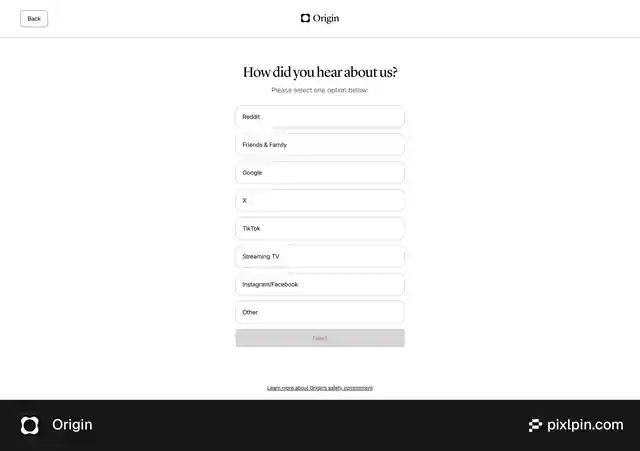 Back
Origin
How did you hear about us?
Please select one option below:
Reddit
Friends & Family
Google
X
TikTok
Streaming TV
Instagram/Facebook
Other
Next
Learn more about Origin's safety commitment
Origin
pixlpin.com